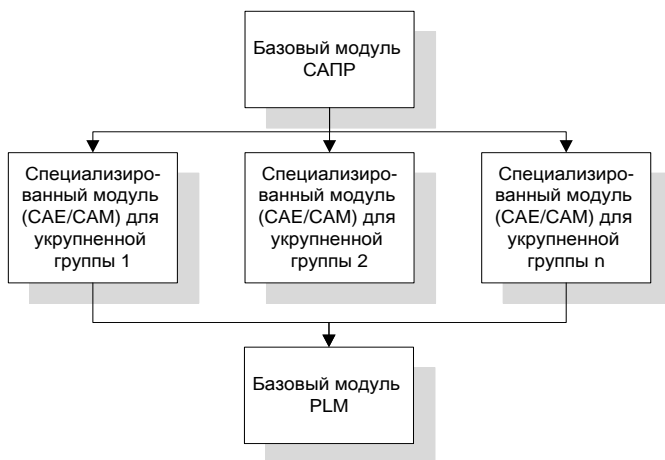 Базовый модуль
САПР
Специализиро-
ванный модуль
(CAE/CAM) для
укрупненной
группы 1
Специализиро-
ванный модуль
(CAE/CAM) для
укрупненной
группы 2
Специализиро-
ванный модуль
(CAE/CAM) для
укрупненной
группы n
Базовый модуль
PLM